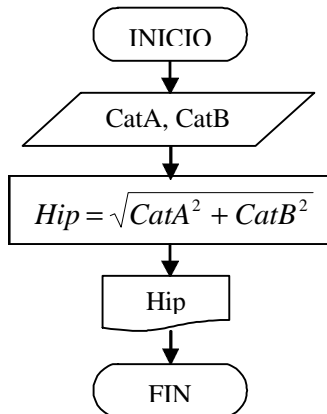 INICIO
CatA, CatB
Hip = √CatA² + CatB²
Hip
FIN